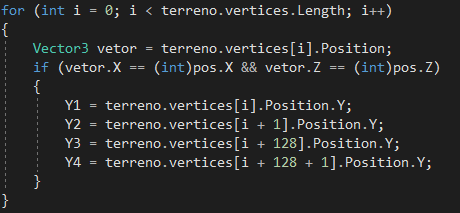 for (int i = 0; i < terreno.vertices.Length; i++)
{
Vector3 vetor = terreno.vertices[i].Position;
if (vetor.X == (int)pos.X && vetor.Z == (int)pos.Z)
{
Y1 = terreno.vertices[i].Position.Y;
Y2 = terreno.vertices[i + 1].Position.Y;
Y3 = terreno.vertices[i + 128].Position.Y;
Y4 = terreno.vertices[i + 128 + 1].Position.Y;
}
}